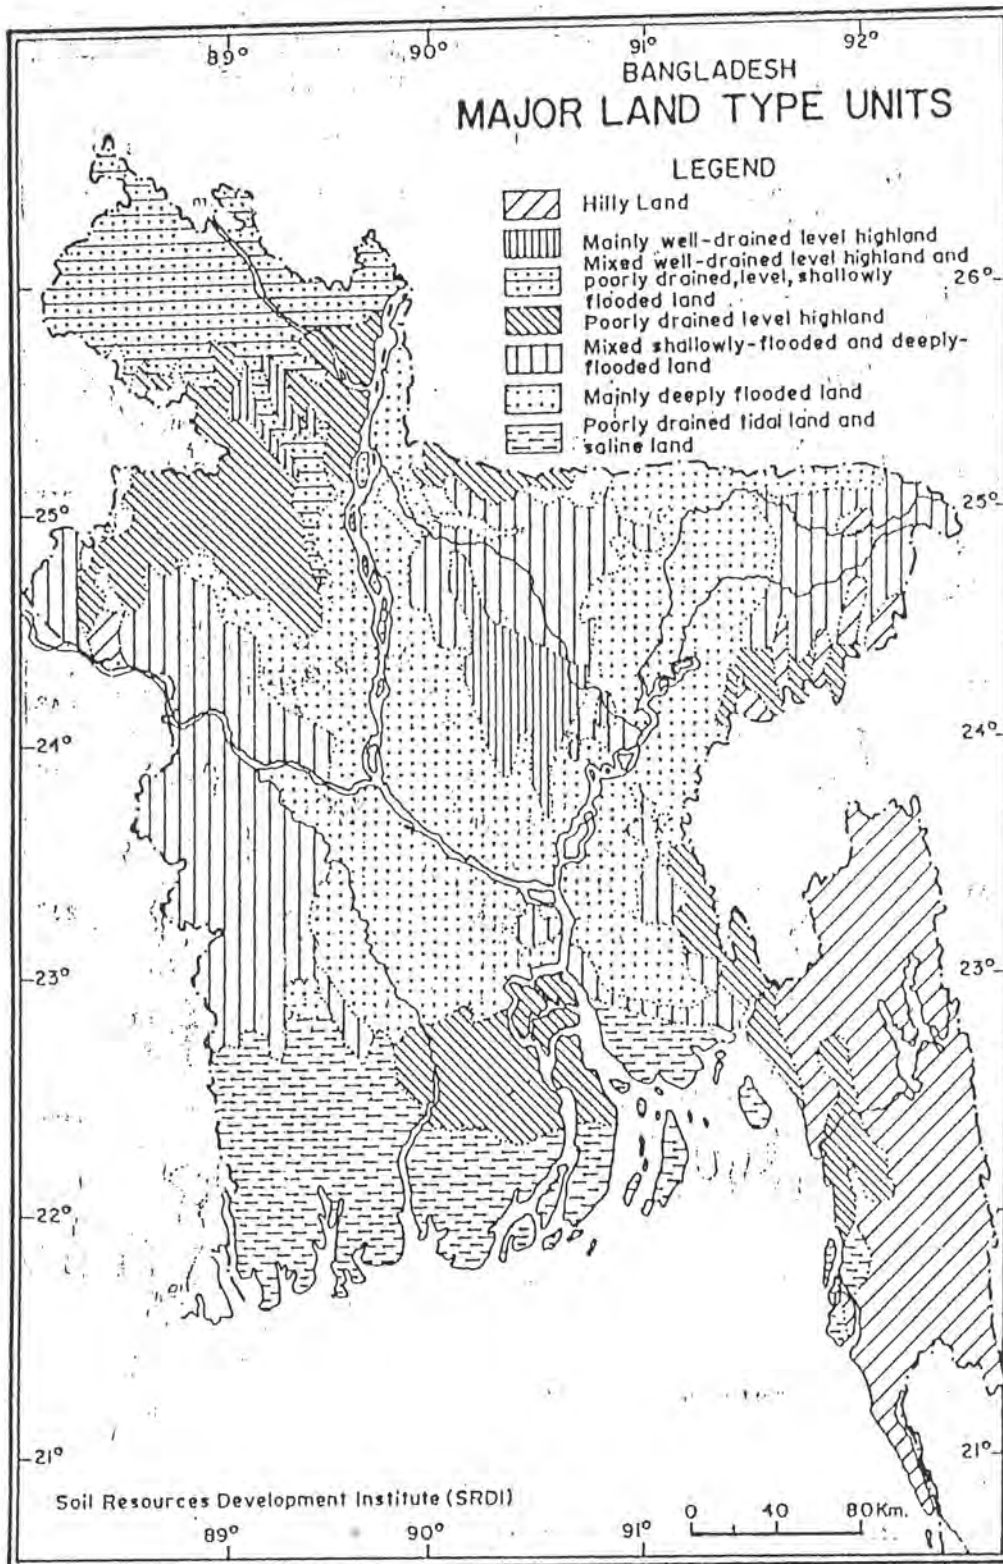 89°
90°
91°
92°
BANGLADESH
MAJOR LAND TYPE UNITS
LEGEND
Hilly Land
Mainly well-drained level highland
Mixed well-drained level highland and
poorly drained, level, shallowly
flooded land
Poorly drained level highland
Mixed shallowly-flooded and deeply-
flooded land
Mainly deeply flooded land
Poorly drained tidal land and
saline land
26°
25°
25°
24°
24°
23°
23°
22°
22°
21°
21°
Soil Resources Development Institute (SRDI)
0 40 80 Km.
89°
90°
91°